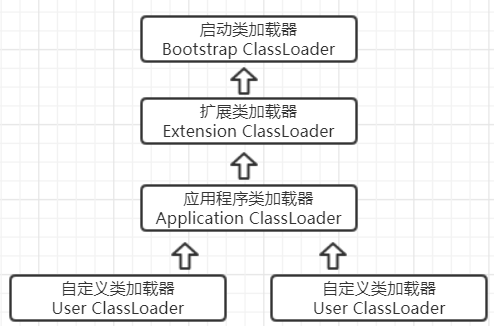 启动类加载器
Bootstrap ClassLoader
扩展类加载器
Extension ClassLoader
应用程序类加载器
Application ClassLoader
自定义类加载器
User ClassLoader
自定义类加载器
User ClassLoader